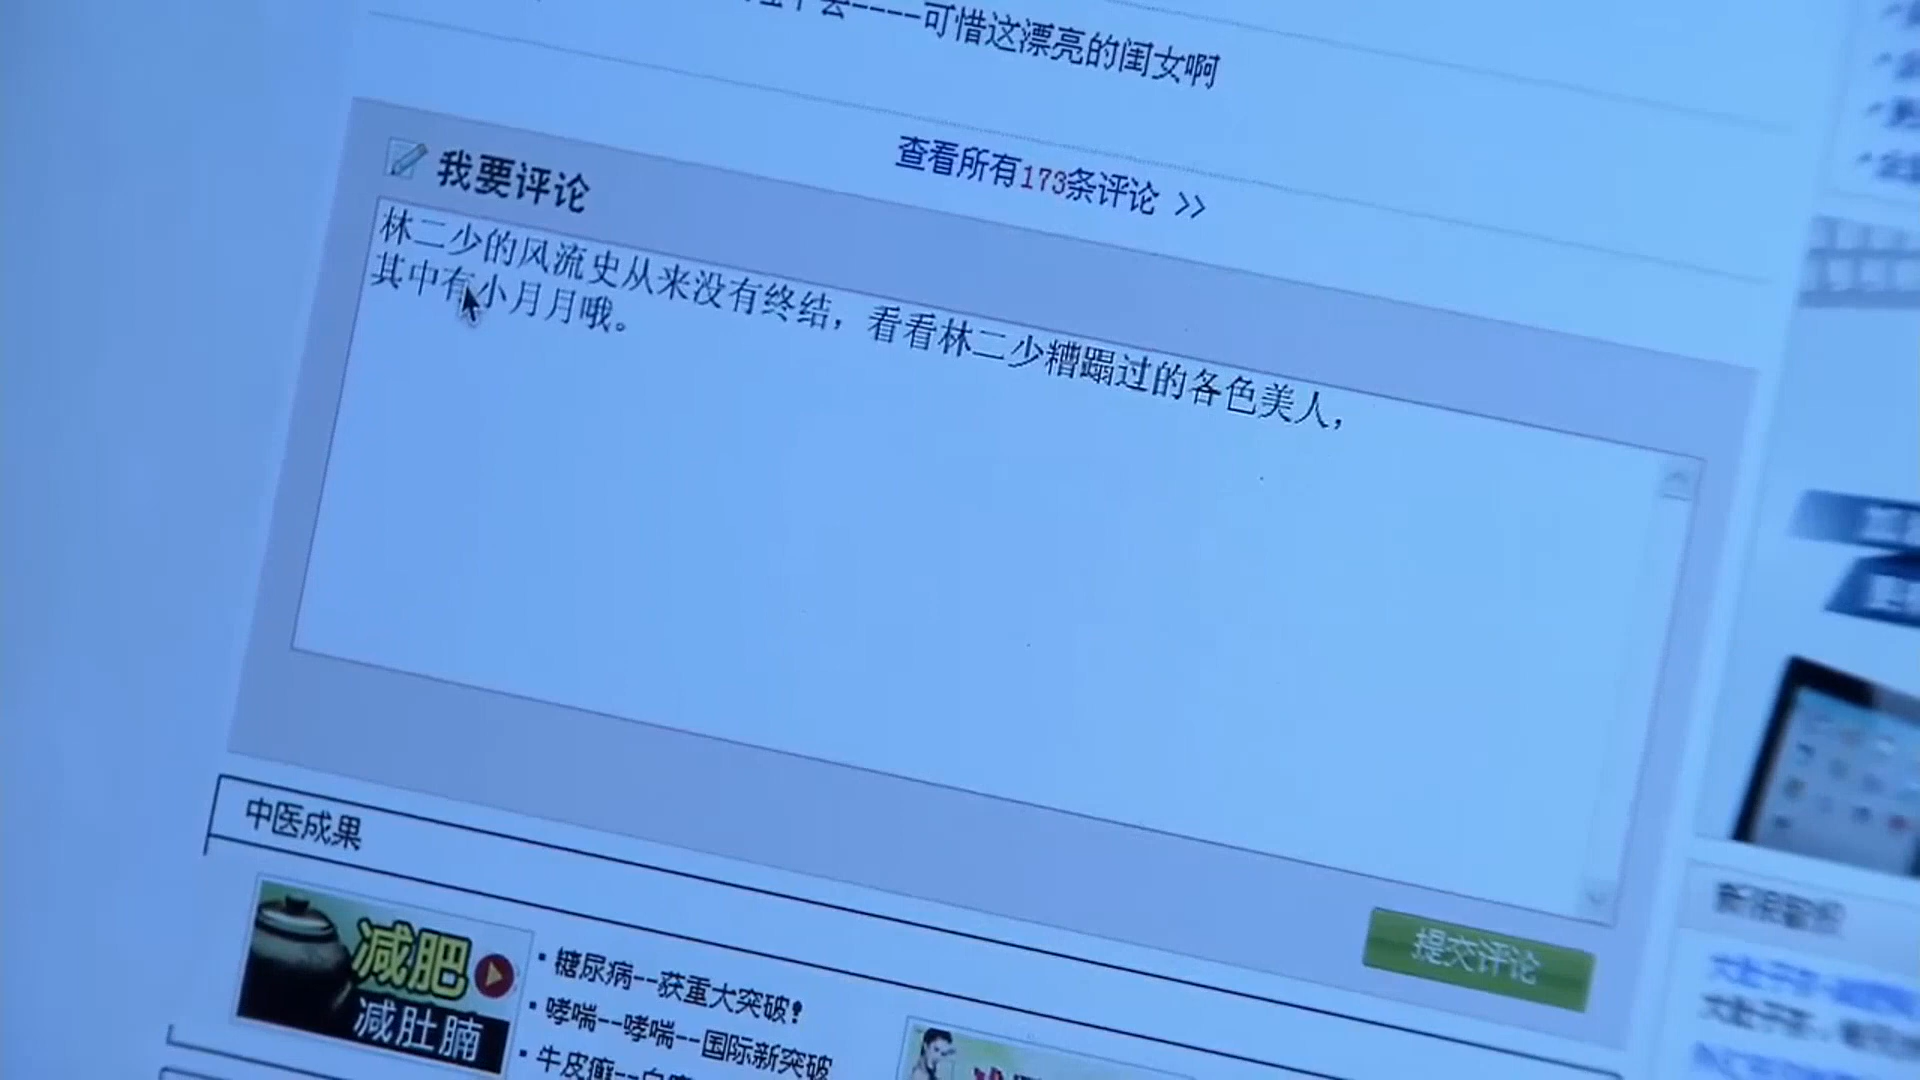 ----可惜这漂亮的闺女啊
查看所有173条评论 >>
我要评论
林二少的风流史从来没有终结，看看林二少糟蹋过的各色美人，
其中有小月月哦。
提交评论
中医成果
减肥
减肚腩
·糖尿病--获重大突破！
·哮喘--哮喘--国际新突破
·牛皮癣--白